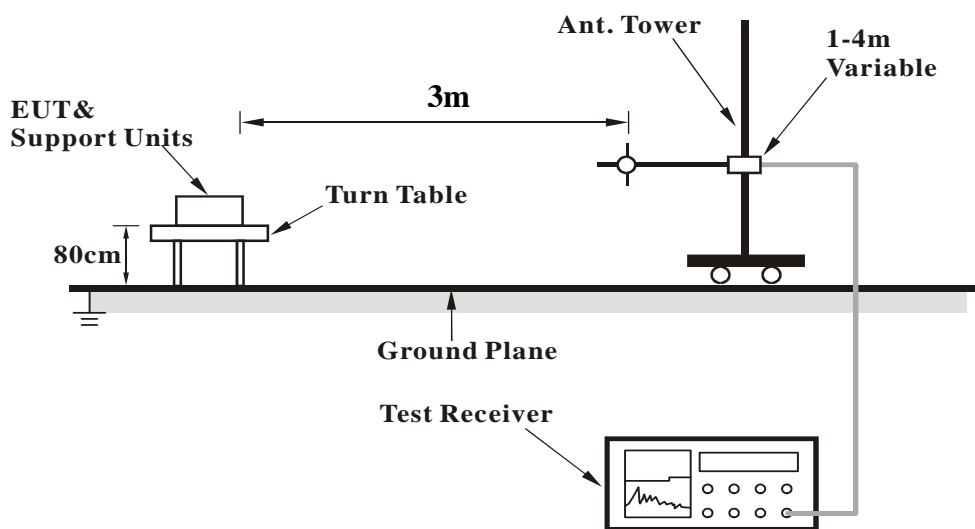 Ant. Tower
1-4m
Variable
3m
EUT&
Support Units
Turn Table
80cm
Ground Plane
Test Receiver